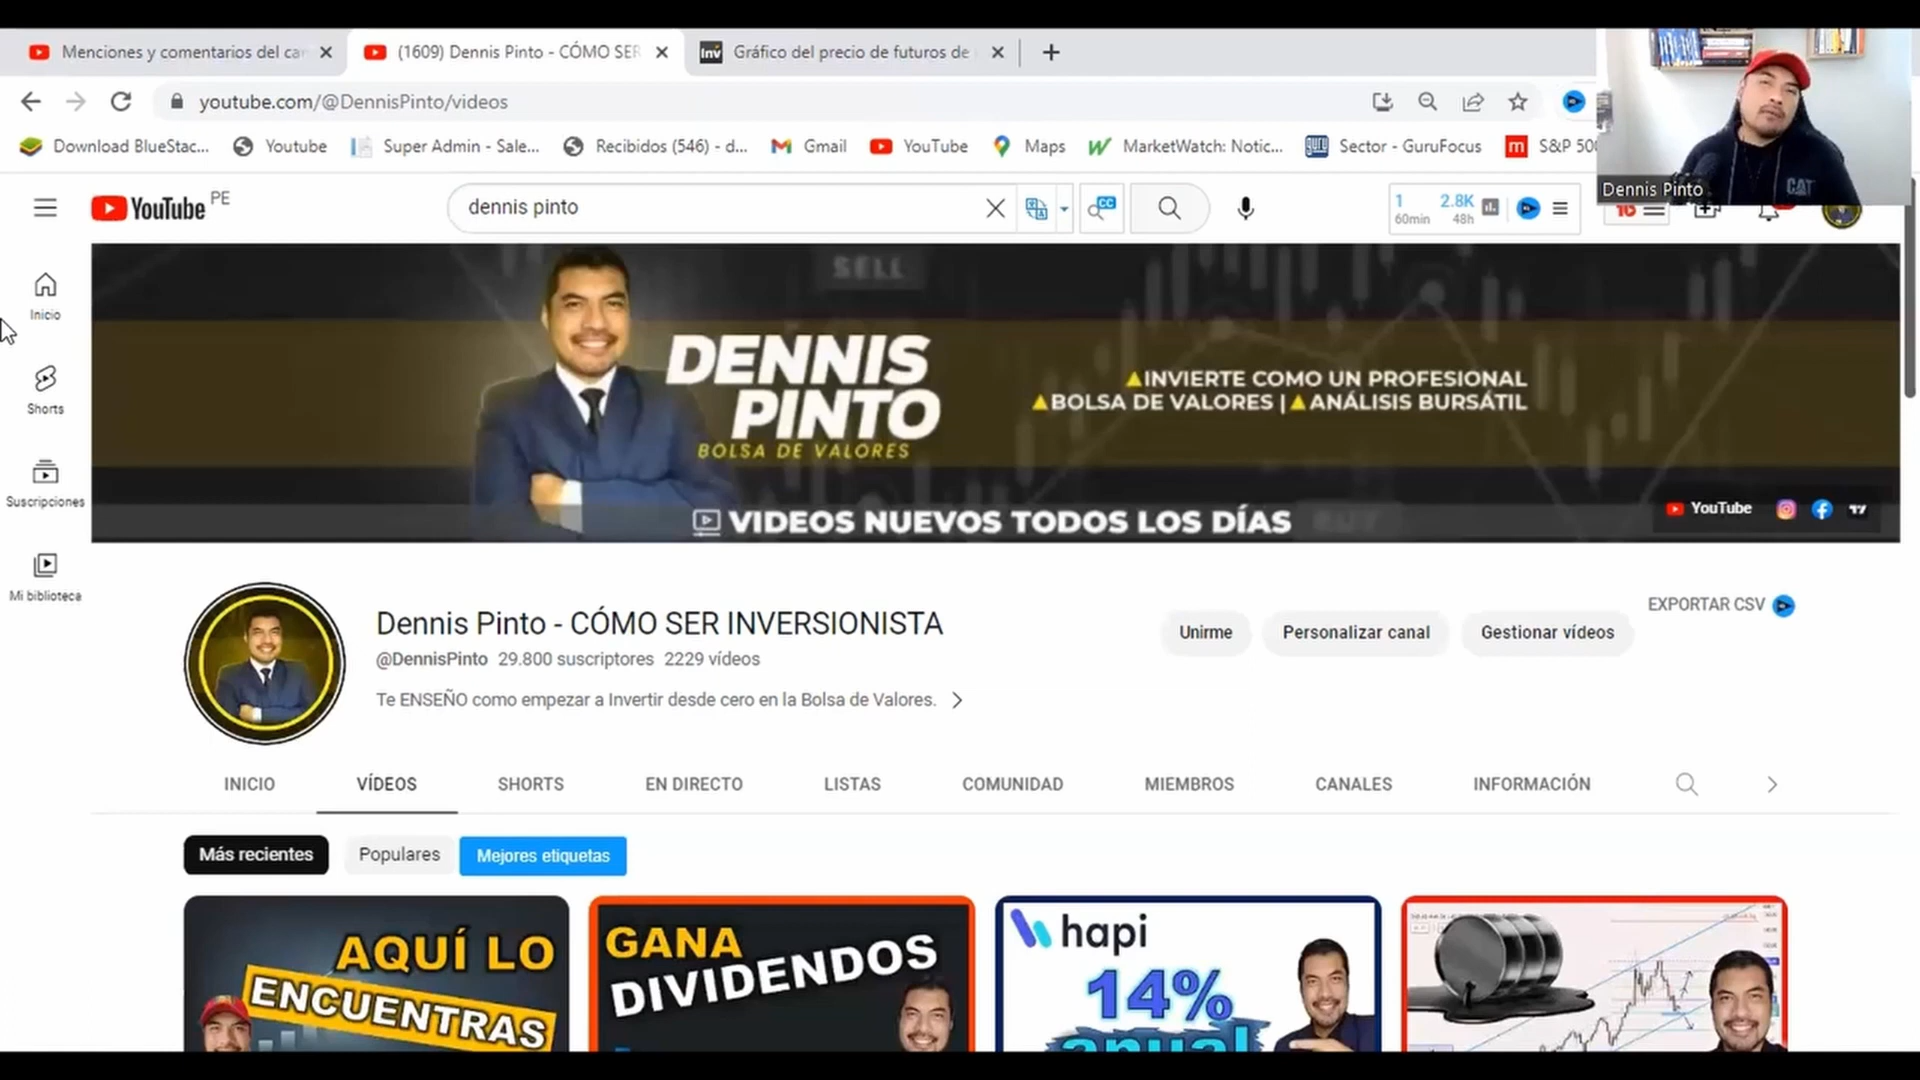 Menciones y comentarios del ca
(1609) Dennis Pinto - CÓMO SER
Gráfico del precio de futuros de
youtube.com/@DennisPinto/videos
Download BlueStac...
Youtube
Super Admin - Sale...
Recibidos (546) - d...
Gmail
YouTube
Maps
MarketWatch: Notic...
Sector - GuruFocus
S&P 500
CAT
Dennis Pinto
YouTube PE
dennis pinto
CC
1
60min
2.8K
48h
SELL
DENNIS
PINTO
BOLSA DE VALORES
INVIERTE COMO UN PROFESIONAL
BOLSA DE VALORES | ANÁLISIS BURSÁTIL
VIDEOS NUEVOS TODOS LOS DÍAS
YouTube
Inicio
Shorts
Suscripciones
Mi biblioteca
Dennis Pinto - CÓMO SER INVERSIONISTA
@DennisPinto 29.800 suscriptores 2229 vídeos
Te ENSEÑO como empezar a Invertir desde cero en la Bolsa de Valores.
Unirme
Personalizar canal
Gestionar vídeos
EXPORTAR CSV
INICIO
VÍDEOS
SHORTS
EN DIRECTO
LISTAS
COMUNIDAD
MIEMBROS
CANALES
INFORMACIÓN
Más recientes
Populares
Mejores etiquetas
AQUÍ LO
ENCUENTRAS
GANA
DIVIDENDOS
hapi
14%
anual